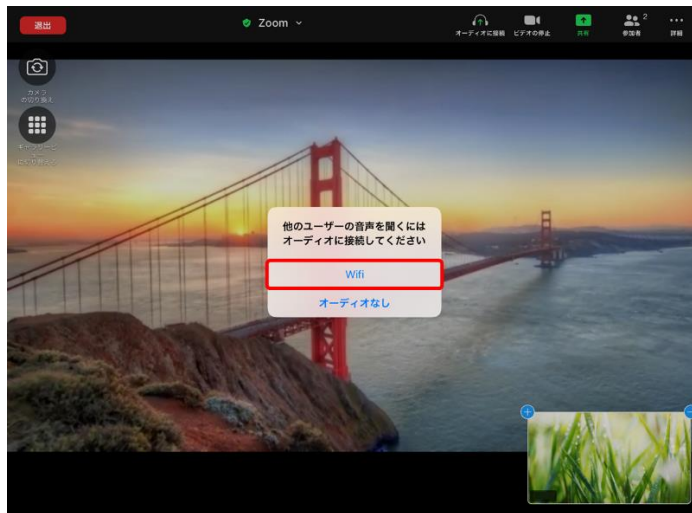 退出
Zoom
オーディオに接続
ビデオの停止
共有
2
参加者
詳細
カメラ
の切り換え
他のユーザーの音声を聞くには
オーディオに接続してください
Wifi
オーディオなし